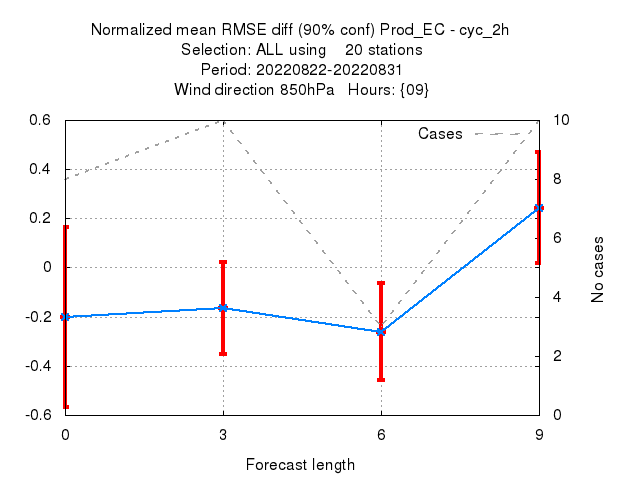 Normalized mean RMSE diff (90% conf) Prod_EC - cyc_2h
Selection: ALL using    20 stations
Period: 20220822-20220831
Wind direction 850hPa   Hours: {09}
0.6
0.4
0.2
0
-0.2
-0.4
-0.6
Cases
10
8
6
4
2
0
No cases
0 3 6 9
Forecast length